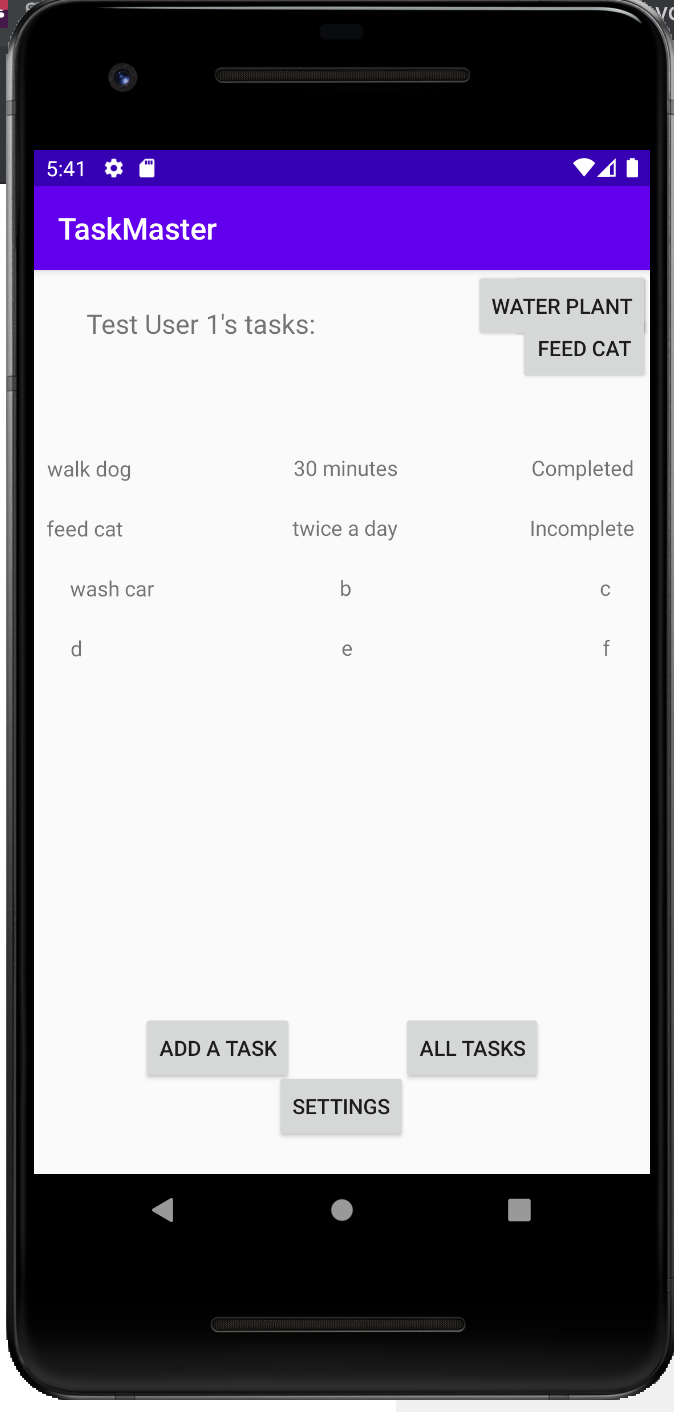 5:41
TaskMaster
WATER PLANT
Test User 1's tasks:
FEED CAT
walk dog 30 minutes Completed
feed cat twice a day Incomplete
wash car b c
d e f
ADD A TASK ALL TASKS
SETTINGS